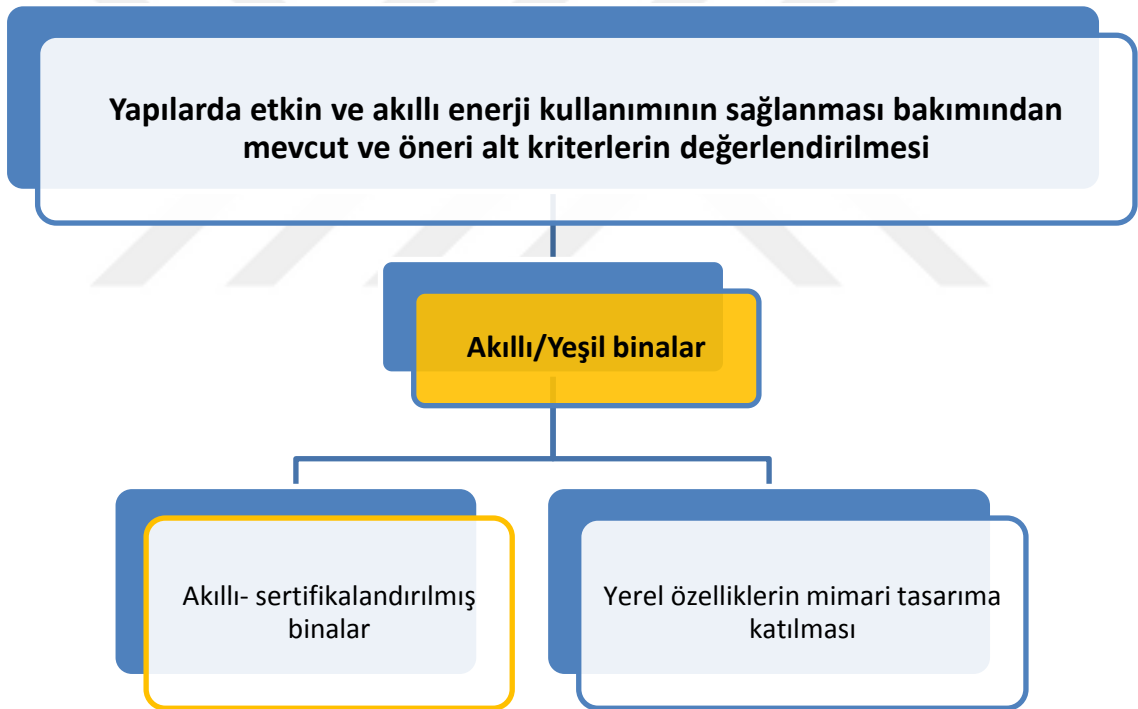 Yapılarda etkin ve akıllı enerji kullanımının sağlanması bakımından
mevcut ve öneri alt kriterlerin değerlendirilmesi
Akıllı/Yeşil binalar
Akıllı- sertifikalandırılmış
binalar
Yerel özelliklerin mimari tasarıma
katılması